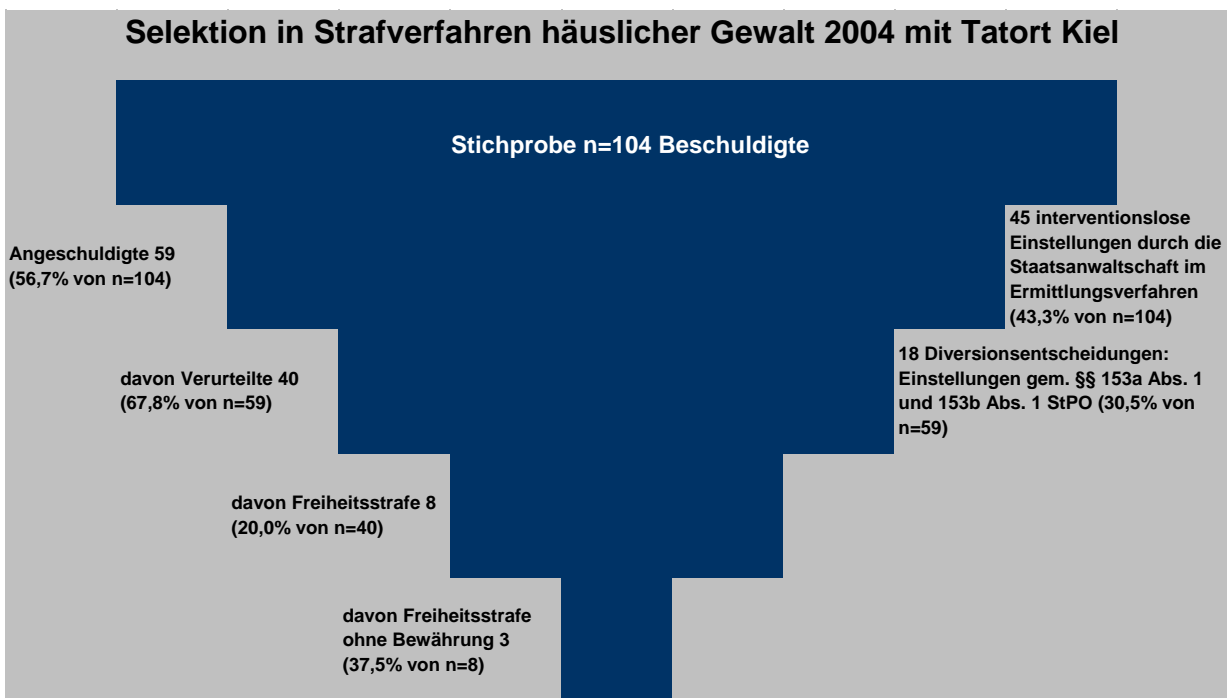 Selektion in Strafverfahren häuslicher Gewalt 2004 mit Tatort Kiel
Stichprobe n=104 Beschuldigte
Angeschuldigte 59
(56,7% von n=104)
45 interventionslose
Einstellungen durch die
Staatsanwaltschaft im
Ermittlungsverfahren
(43,3% von n=104)
davon Verurteilte 40
(67,8% von n=59)
18 Diversionsentscheidungen:
Einstellungen gem. §§ 153a Abs. 1
und 153b Abs. 1 StPO (30,5% von
n=59)
davon Freiheitsstrafe 8
(20,0% von n=40)
davon Freiheitsstrafe
ohne Bewährung 3
(37,5% von n=8)